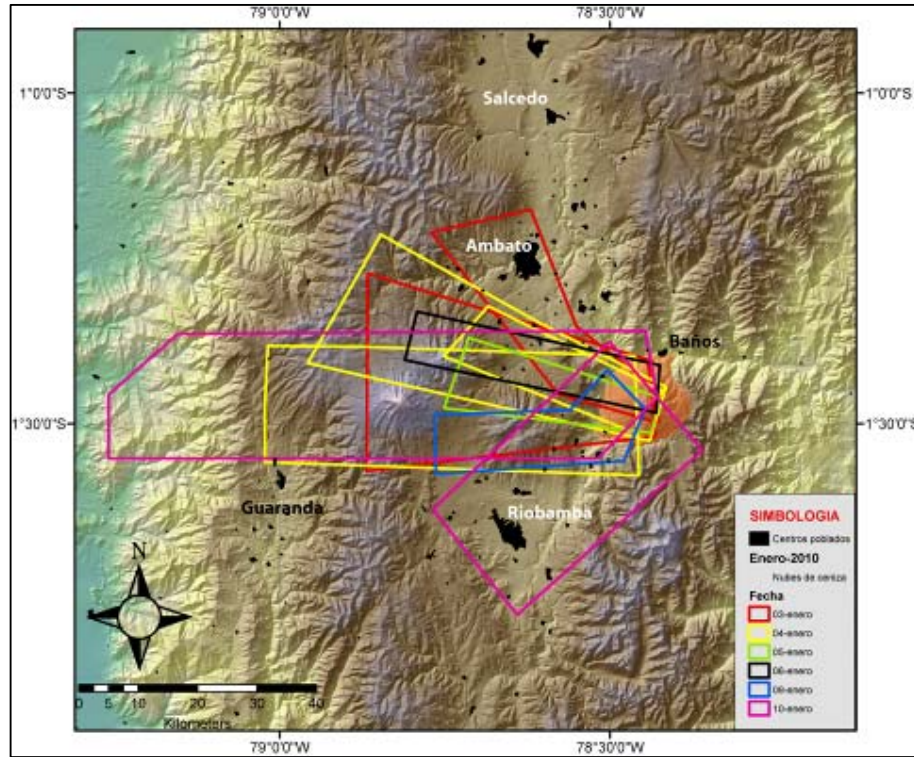 79°0'0"W
78°30'0"W
1°0'0"S
1°0'0"S
Salcedo
Ambato
Baños
1°30'0"S
1°30'0"S
Guaranda
Riobamba
N
0 5 10 20 30 40
Kilometers
SIMBOLOGIA
Centros poblados
Enero-2010
Nubes de ceniza
Fecha
03-enero
04-enero
05-enero
06-enero
09-enero
10-enero
79°0'0"W
78°30'0"W